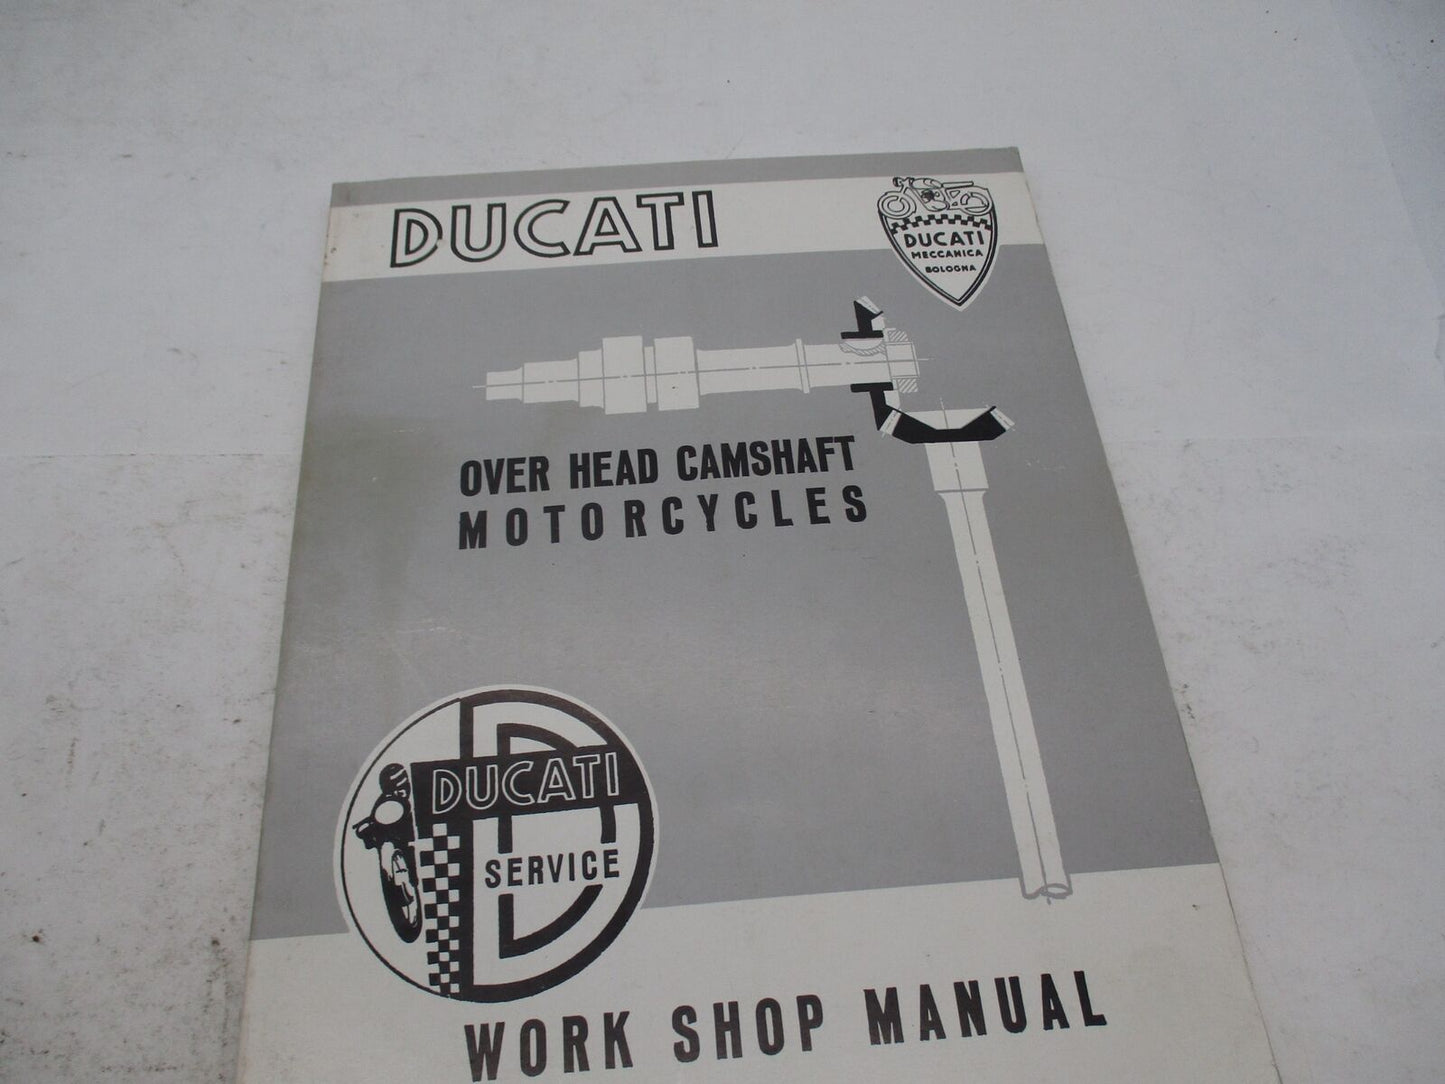 DUCATI
DUCATI
MECCANICA
BOLOGNA
OVER HEAD CAMSHAFT
MOTORCYCLES
DUCATI
SERVICE
WORK SHOP MANUAL